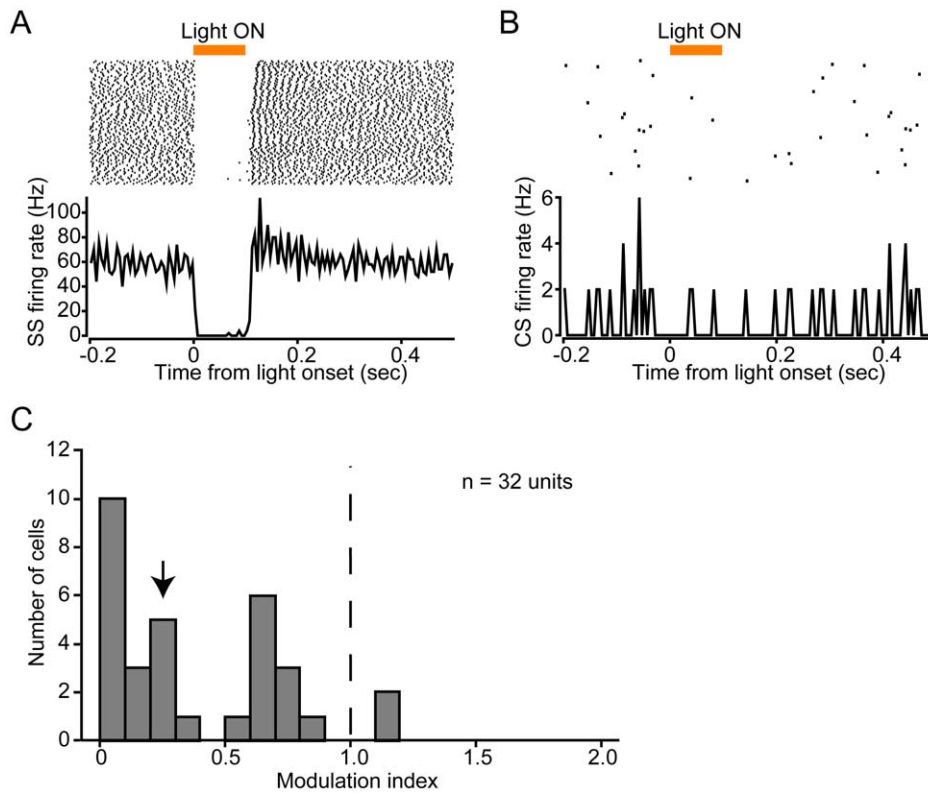 A
Light ON
SS firing rate (Hz)
100
80
60
40
20
0
-0.2
0
0.2
0.4
Time from light onset (sec)
B
Light ON
CS firing rate (Hz)
6
4
2
0
-0.2
0
0.2
0.4
Time from light onset (sec)
C
Number of cells
12
10
8
6
4
2
0
n = 32 units
0
0.5
1.0
1.5
2.0
Modulation index